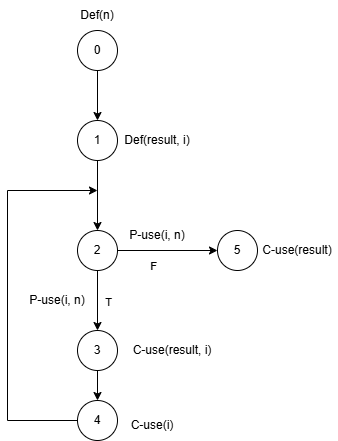 Def(n)
0
1 Def(result, i)
P-use(i, n)
2 5 C-use(result)
F
P-use(i, n) T
3 C-use(result, i)
4 C-use(i)